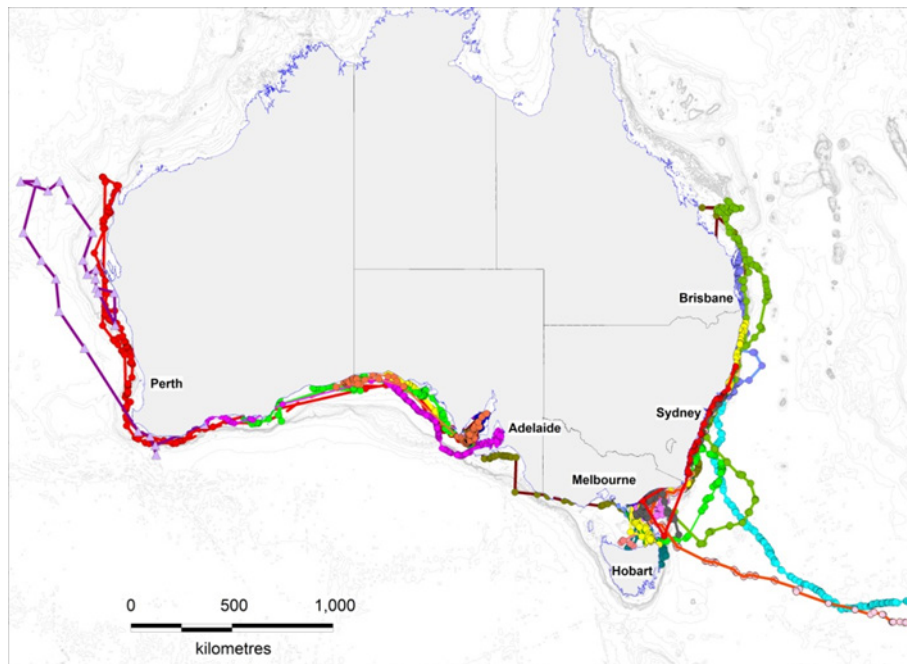 Brisbane
Perth
Sydney
Adelaide
Melbourne
Hobart
0 500 1,000
kilometres